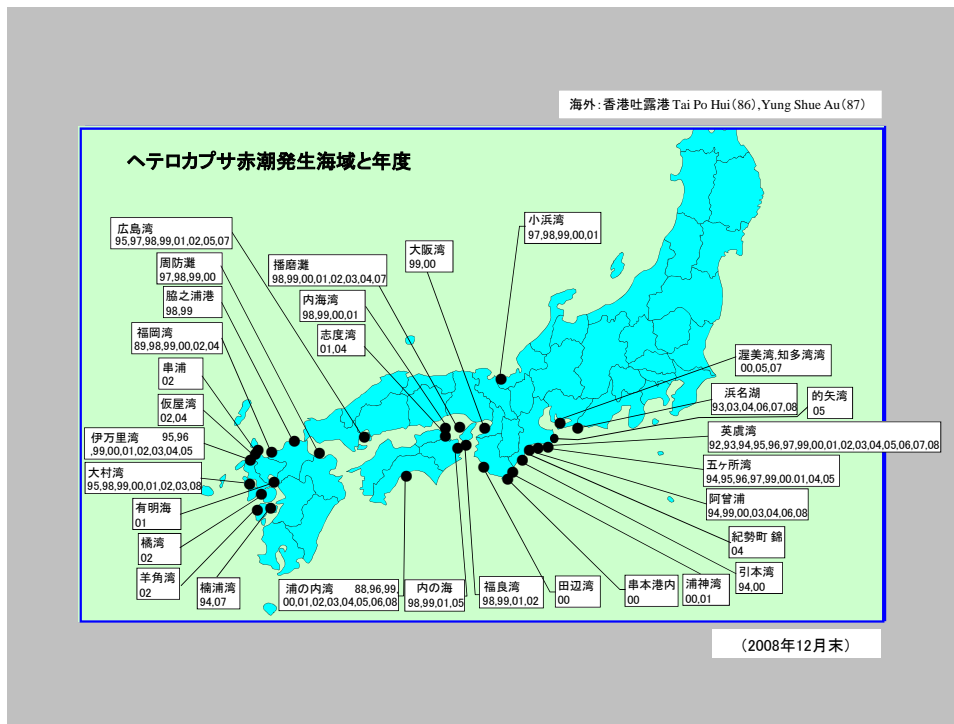 海外：香港吐露港 Tai Po Hui（86）,Yung Shue Au（87）
ヘテロカプサ赤潮発生海域と年度
広島湾
95,97,98,99,01,02,05,07
周防灘
97,98,99,00
脇之浦港
98,99
福岡湾
89,98,99,00,02,04
串浦
02
仮屋湾
02,04
伊万里湾 95,96
,99,00,01,02,03,04,05
大村湾
95,98,99,00,01,02,03,08
有明海
01
橘湾
02
羊角湾
02
楠浦湾
94,07
播磨灘
98,99,00,01,02,03,04,07
内海湾
98,99,00,01
志度湾
01,04
大阪湾
99,00
小浜湾
97,98,99,00,01
渥美湾,知多湾湾
00,05,07
浜名湖
93,03,04,06,07,08
的矢湾
05
英虞湾
92,93,94,95,96,97,99,00,01,02,03,04,05,06,07,08
五ヶ所湾
94,95,96,97,99,00,01,04,05
阿曾浦
94,99,00,03,04,06,08
紀勢町 錦
04
引本湾
94,00
浦神湾
00,01
串本港内
00
田辺湾
00
福良湾
98,99,01,02
内の海
98,99,01,05
浦の内湾 88,96,99,
00,01,02,03,04,05,06,08
（2008年12月末）